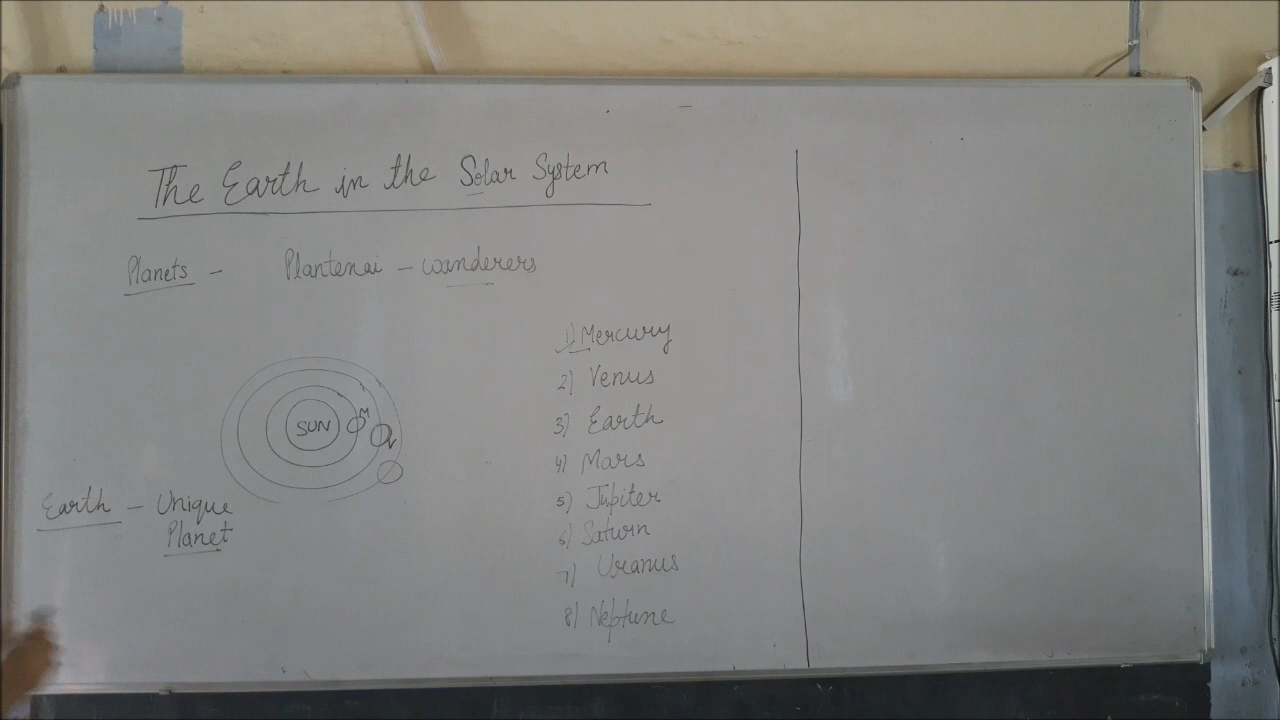 The Earth in the Solar System
Planets - Plantenai - wanderers
SUN
M
V
Earth - Unique
Planet
1) Mercury
2) Venus
3) Earth
4) Mars
5) Jupiter
6) Saturn
7) Uranus
8) Neptune